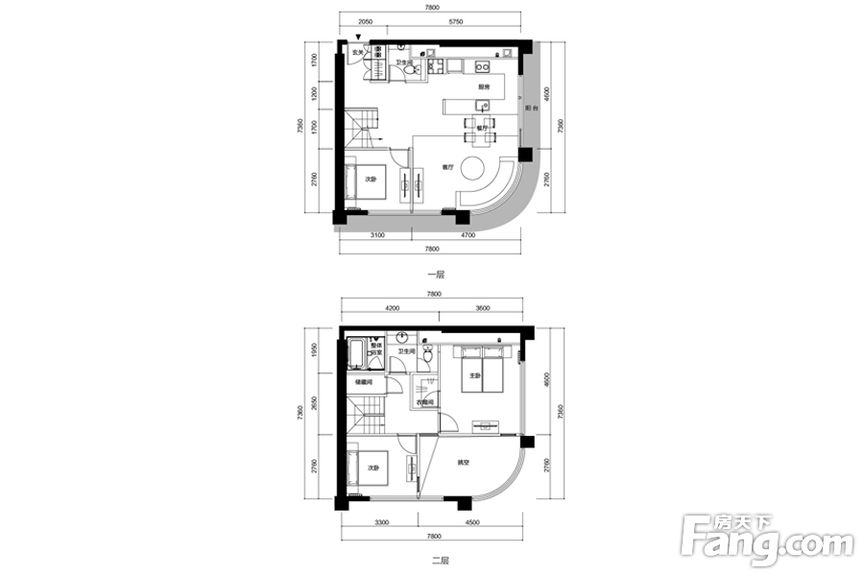 7800
2050 5750
玄关
卫生间
厨房
阳台
餐厅
客厅
次卧
1700
1200
1700
2760
7360
4600
2760
7360
3100 4700
7800
一层
7800
4200 3600
整体
浴室
卫生间
储藏间
衣帽间
主卧
次卧
挑空
1950
2650
2760
7360
4600
2760
7360
3300 4500
7800
二层
房天下
Fang.com